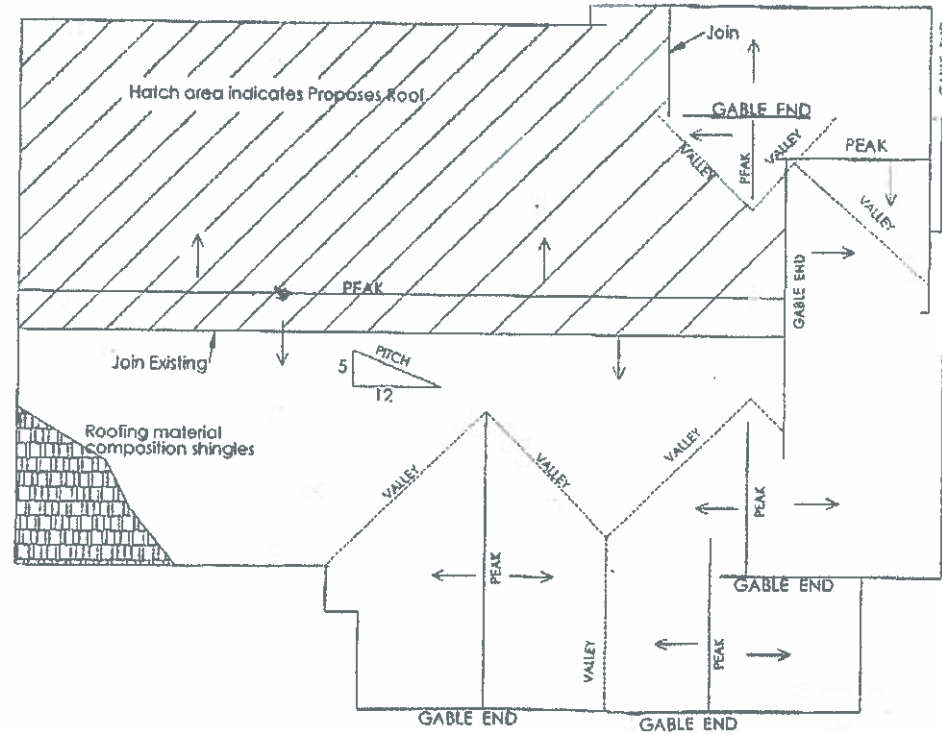 Join
Hatch area indicates Proposes Roof
GABLE END
VALLEY
PEAK
VALLEY
PEAK
VALLEY
GABLE END
PEAK
Join Existing
PITCH
5
12
Roofing material
composition shingles
VALLEY
VALLEY
VALLEY
PEAK
PEAK
GABLE END
VALLEY
PEAK
GABLE END
GABLE END